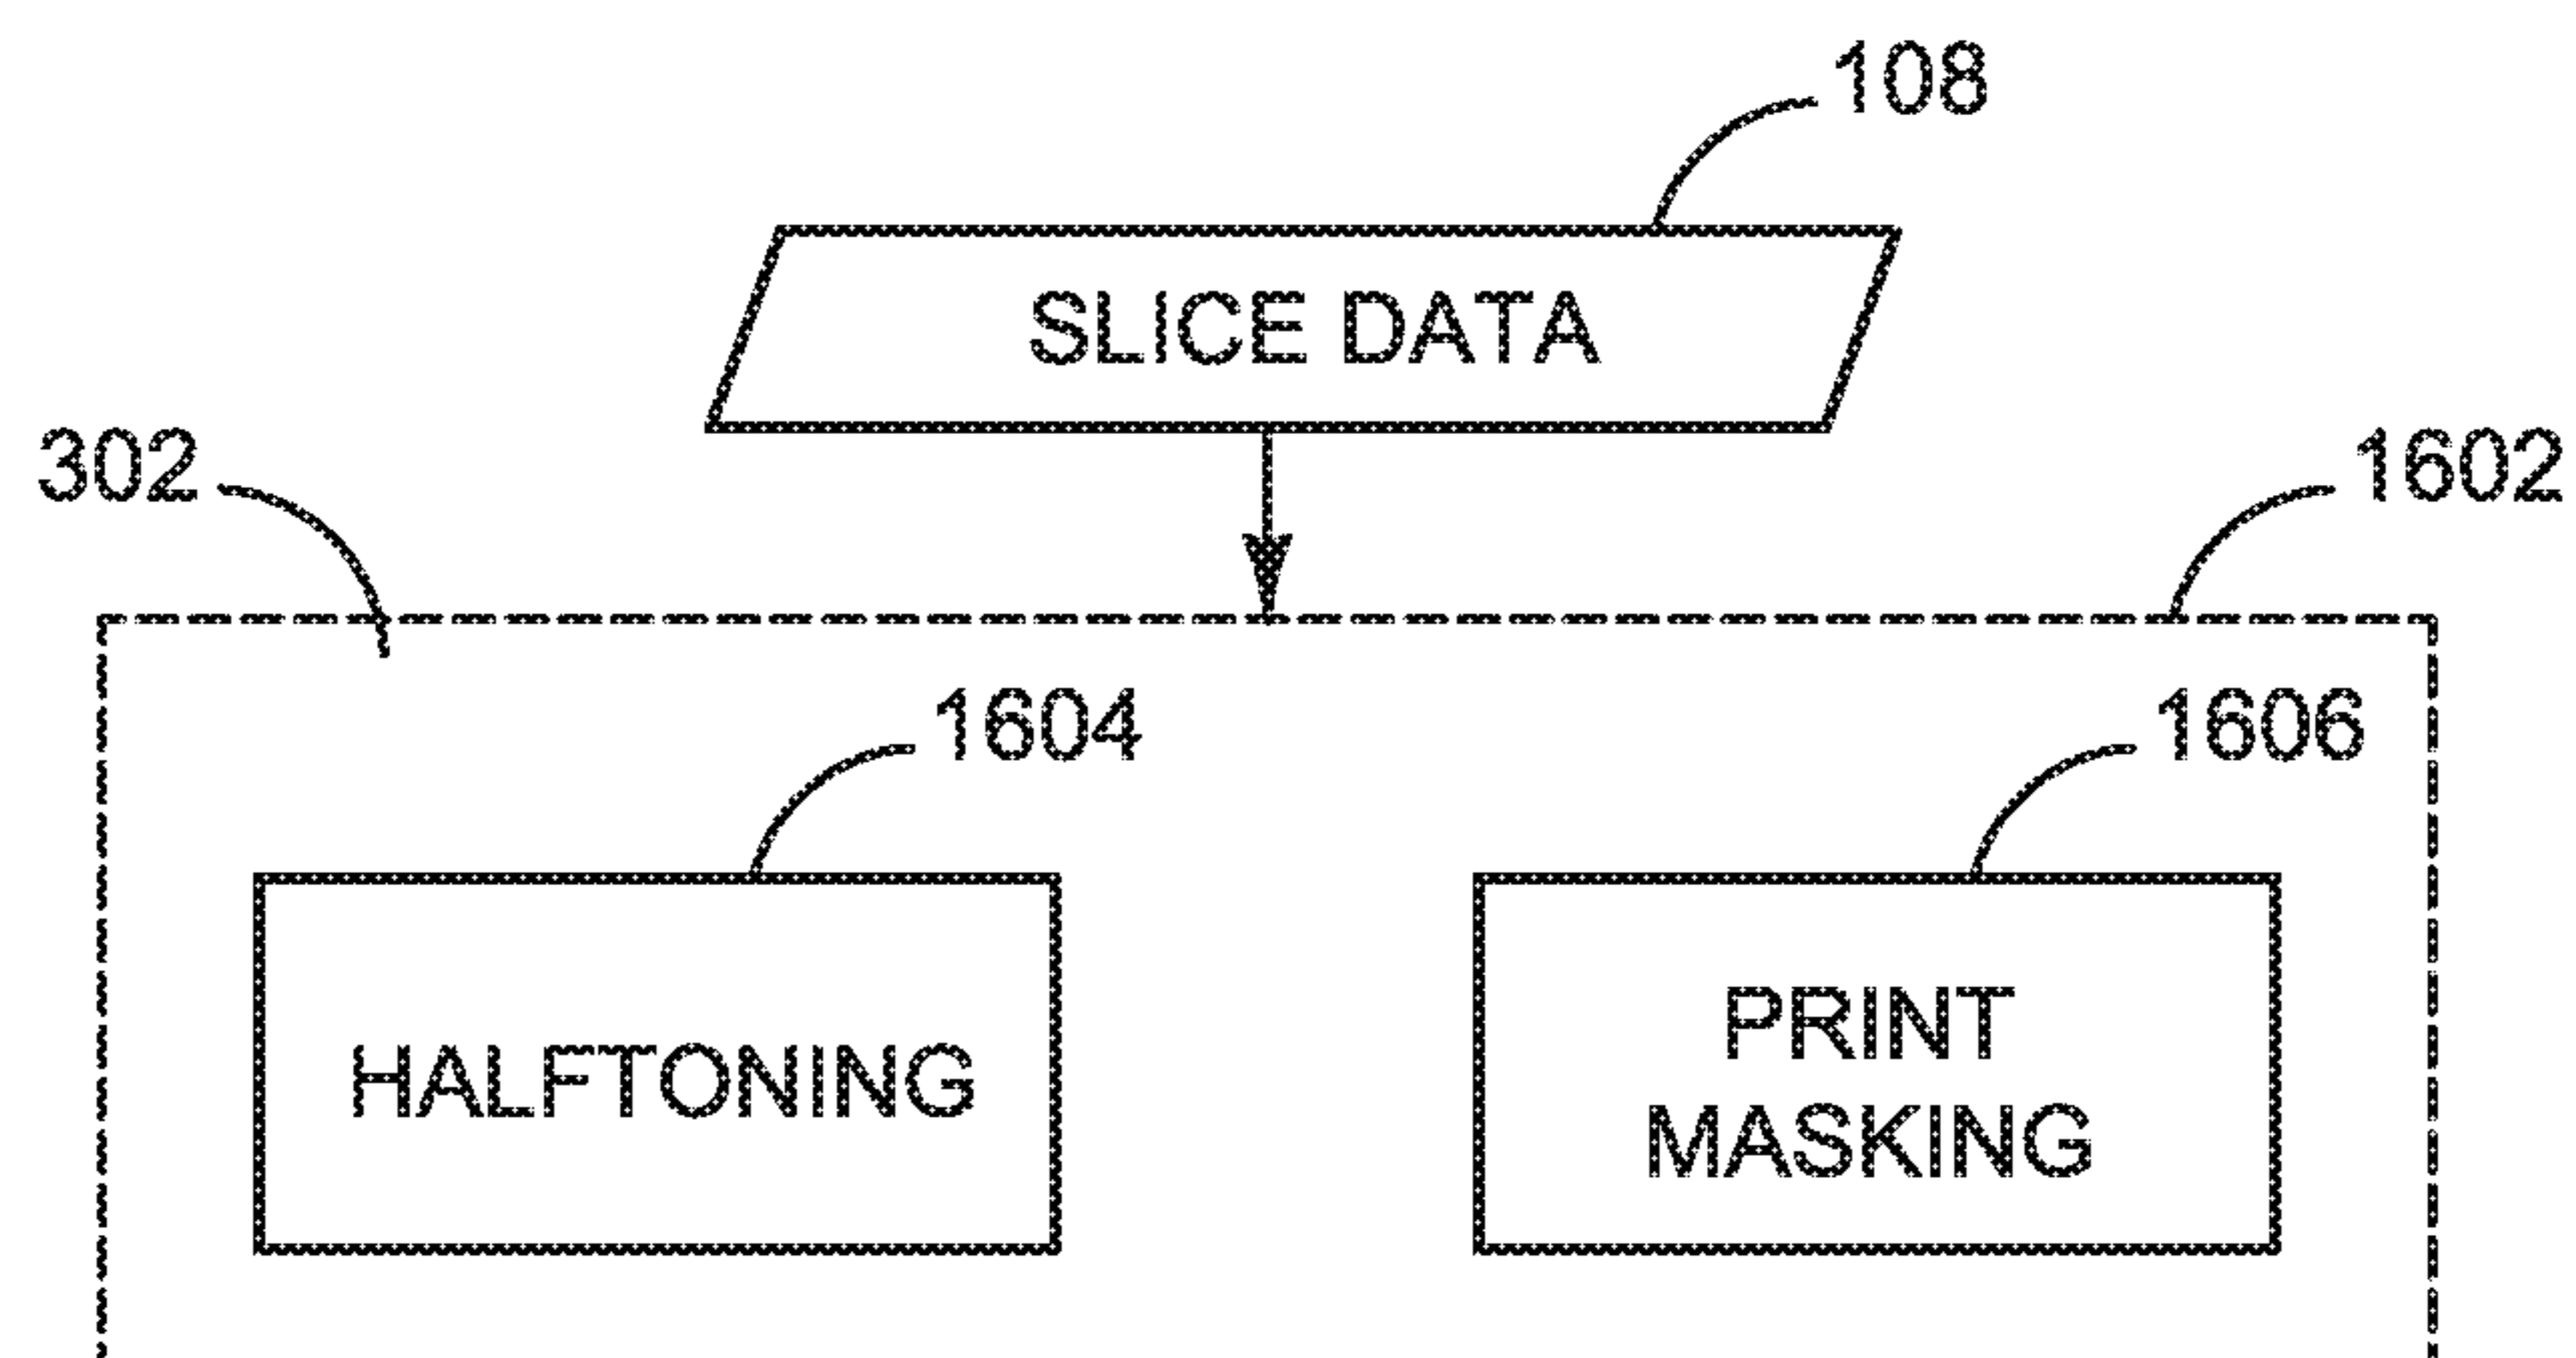 108
SLICE DATA
302
1602
1604
1606
HALFTONING
PRINT
MASKING